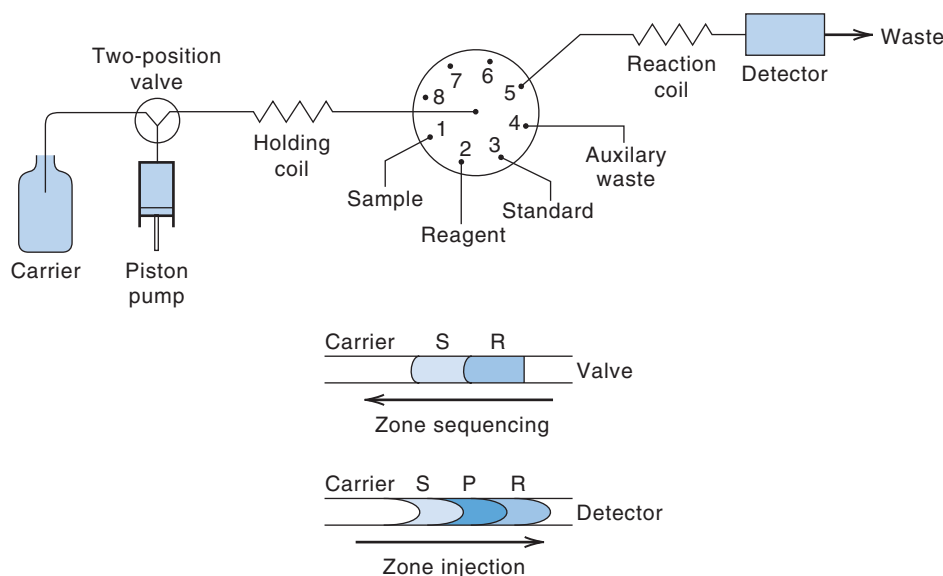 Two-position
valve
Carrier
Piston
pump
Holding
coil
1
2
3
4
5
6
7
8
Sample
Reagent
Standard
Auxilary
waste
Reaction
coil
Detector
Waste
Carrier S R
Valve
Zone sequencing
Carrier S P R
Detector
Zone injection